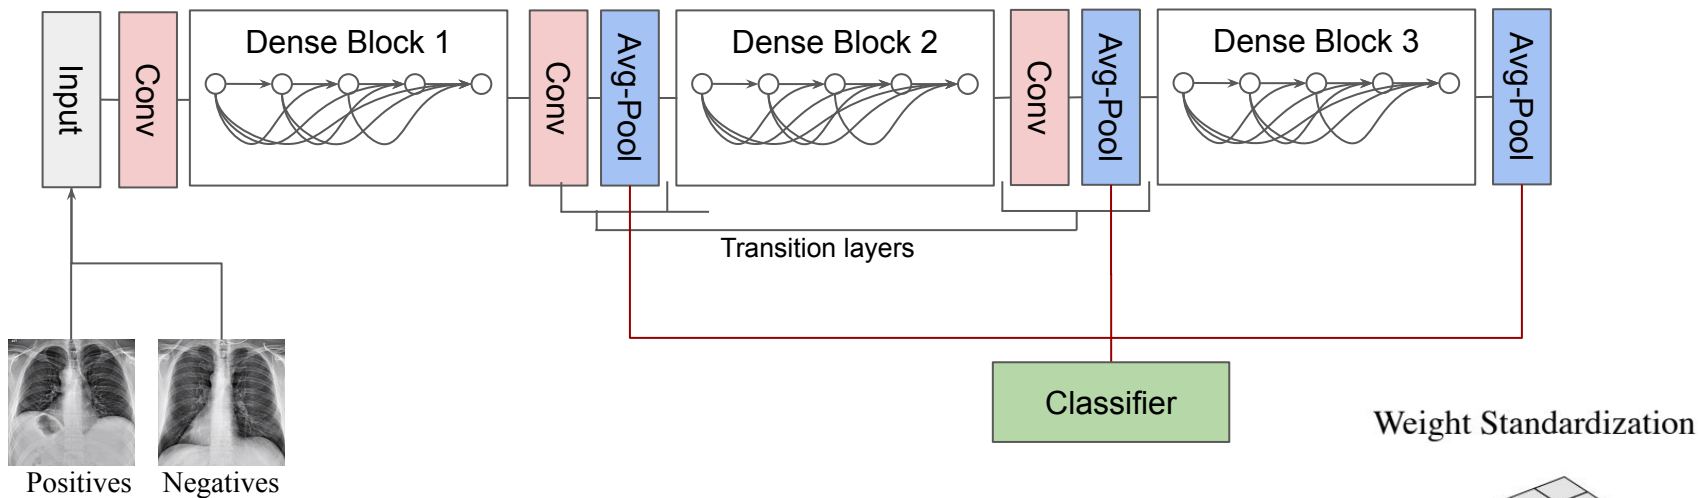 Input
Conv
Dense Block 1
Conv
Avg-Pool
Dense Block 2
Conv
Avg-Pool
Dense Block 3
Avg-Pool
Transition layers
Classifier
Weight Standardization
Positives
Negatives